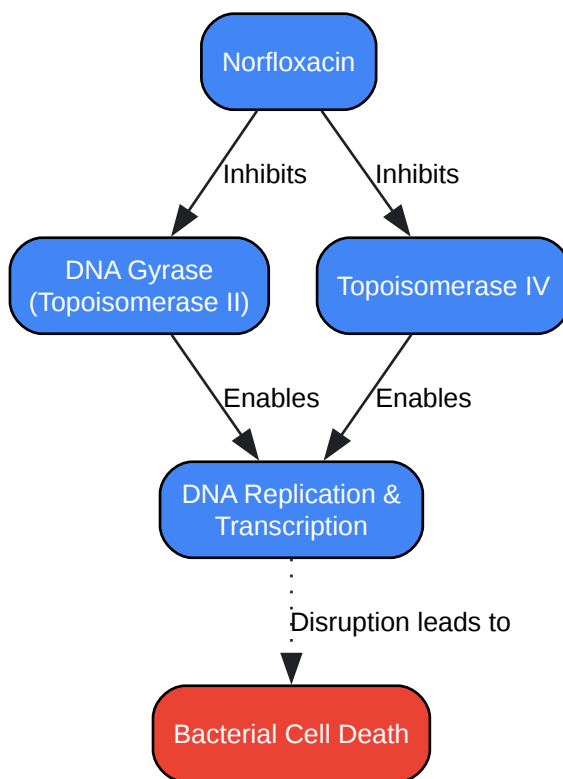 Norfloxacin
Inhibits
Inhibits
DNA Gyrase
(Topoisomerase II)
Topoisomerase IV
Enables
Enables
DNA Replication &
Transcription
Disruption leads to
Bacterial Cell Death